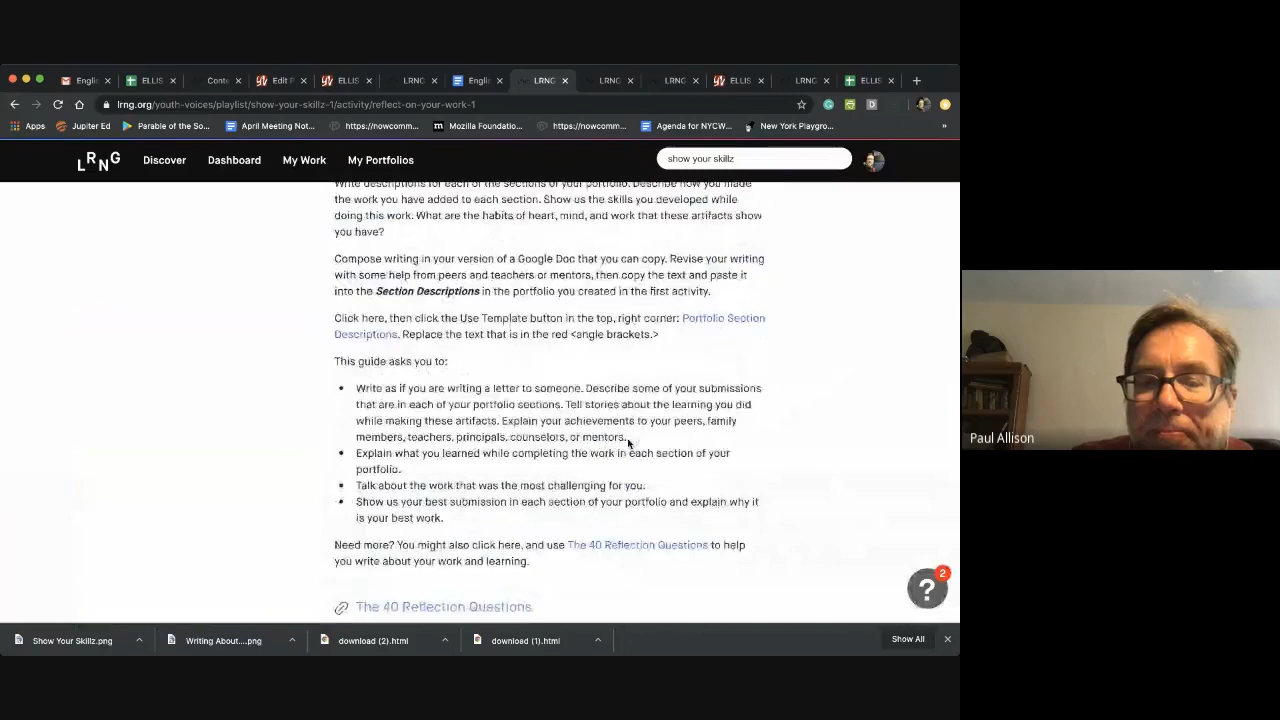 Englis
ELLIS
Conte
Edit P
ELLIS
LRNG
Englis
LRNG
LRNG
LRNG
ELLIS
LRNG
ELLIS
lrng.org/youth-voices/playlist/show-your-skillz-1/activity/reflect-on-your-work-1
Apps
Jupiter Ed
Parable of the So...
April Meeting Not...
https://nowcomm...
Mozilla Foundatio...
https://nowcomm...
Agenda for NYCW...
New York Playgro...
»
LRNG
Discover
Dashboard
My Work
My Portfolios
show your skillz
Write descriptions for each of the sections of your portfolio. Describe how you made
the work you have added to each section. Show us the skills you developed while
doing this work. What are the habits of heart, mind, and work that these artifacts show
you have?
Compose writing in your version of a Google Doc that you can copy. Revise your writing
with some help from peers and teachers or mentors, then copy the text and paste it
into the Section Descriptions in the portfolio you created in the first activity.
Click here, then click the Use Template button in the top, right corner: Portfolio Section
Descriptions. Replace the text that is in the red <angle brackets.>
This guide asks you to:
• Write as if you are writing a letter to someone. Describe some of your submissions
that are in each of your portfolio sections. Tell stories about the learning you did
while making these artifacts. Explain your achievements to your peers, family
members, teachers, principals, counselors, or mentors.
• Explain what you learned while completing the work in each section of your
portfolio.
• Talk about the work that was the most challenging for you.
• Show us your best submission in each section of your portfolio and explain why it
is your best work.
Need more? You might also click here, and use The 40 Reflection Questions to help
you write about your work and learning.
The 40 Reflection Questions
?
2
Show Your Skillz.png
Writing About....png
download (2).html
download (1).html
Show All
Paul Allison